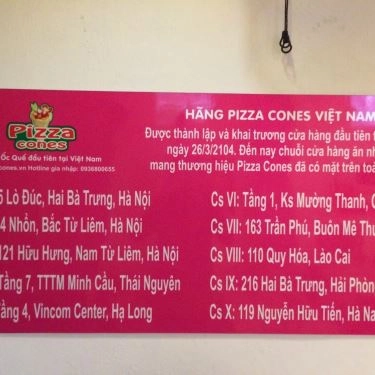 Pizza
cones
Ốc Quế đầu tiên tại Việt Nam
cones.vn Hotline gia nhập: 0936800655
HÃNG PIZZA CONES VIỆT NAM
Được thành lập và khai trương cửa hàng đầu tiên
ngày 26/3/2104. Đến nay chuỗi cửa hàng ăn
mang thương hiệu Pizza Cones đã có mặt trên toà
5 Lò Đúc, Hai Bà Trưng, Hà Nội
4 Nhổn, Bắc Từ Liêm, Hà Nội
121 Hữu Hưng, Nam Từ Liêm, Hà Nội
Tầng 7, TTTM Minh Cầu, Thái Nguyên
Tầng 4, Vincom Center, Hạ Long
Cs VI: Tầng 1, Ks Mường Thanh,
Cs VII: 163 Trần Phú, Buôn Mê Thu
Cs VIII: 110 Quy Hóa, Lào Cai
Cs IX: 216 Hai Bà Trưng, Hải Phòn
Cs X: 119 Nguyễn Hữu Tiến, Hà Na